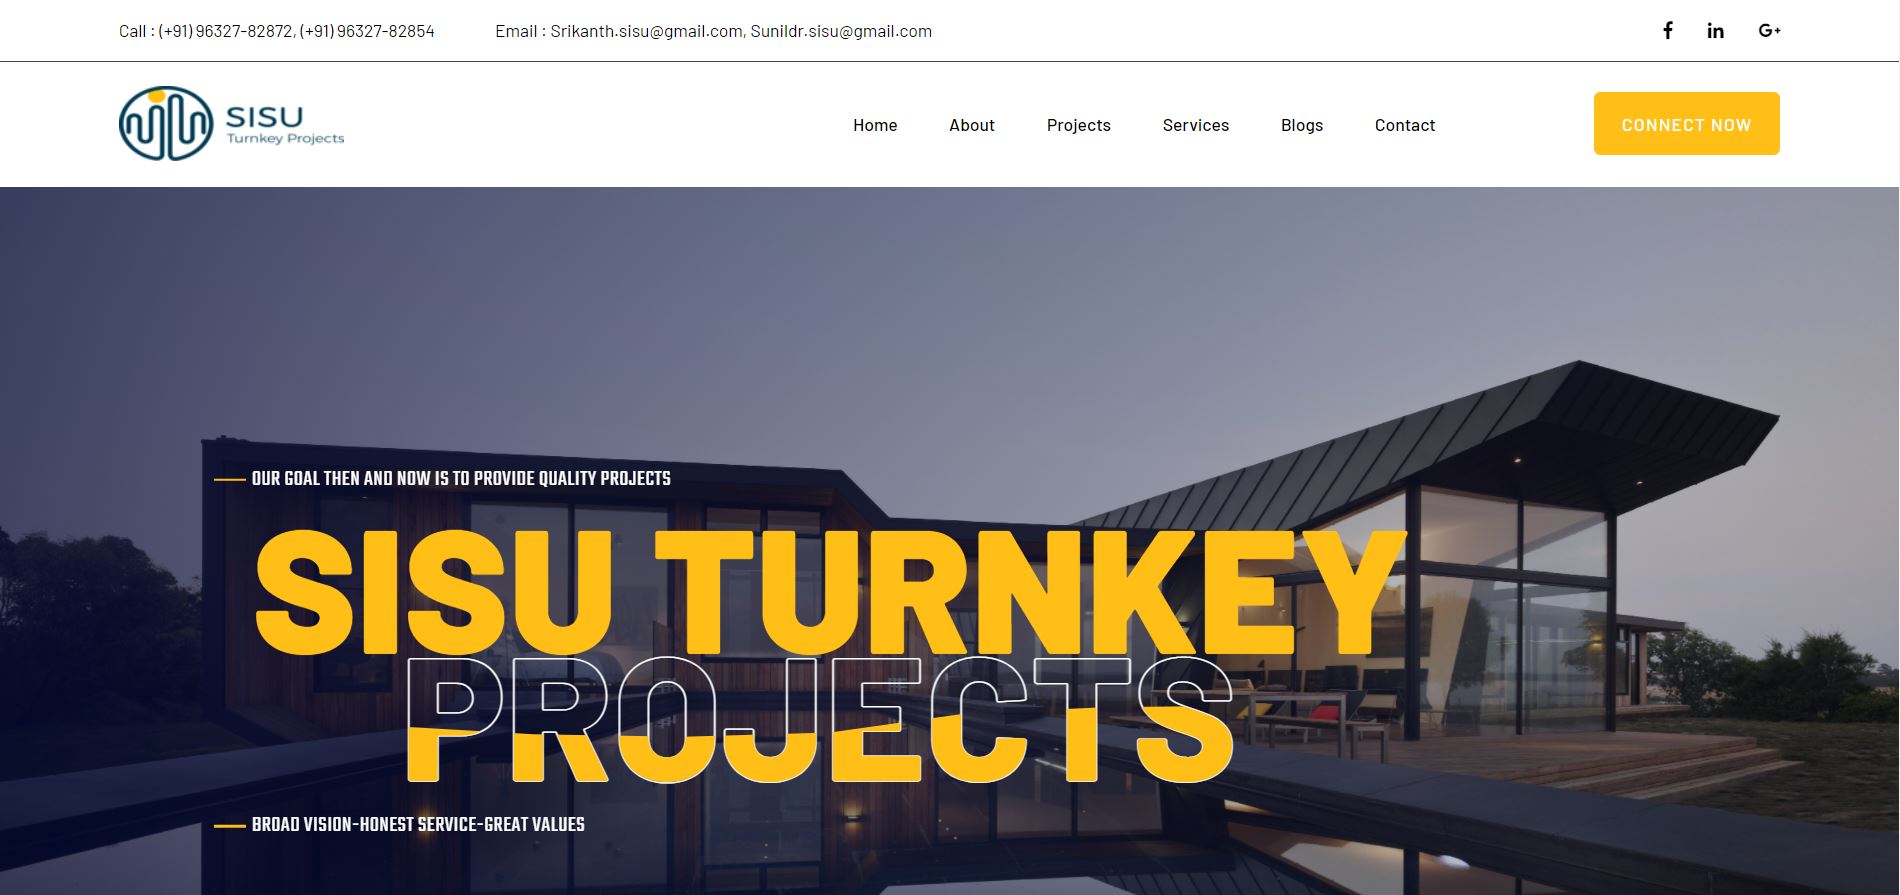 Call : (+91) 96327-82872, (+91) 96327-82854
Email : Srikanth.sisu@gmail.com, Sunildr.sisu@gmail.com
f in G+
SISU
Turnkey Projects
Home About Projects Services Blogs Contact
CONNECT NOW
OUR GOAL THEN AND NOW IS TO PROVIDE QUALITY PROJECTS
SISU TURNKEY
PROJECTS
BROAD VISION-HONEST SERVICE-GREAT VALUES